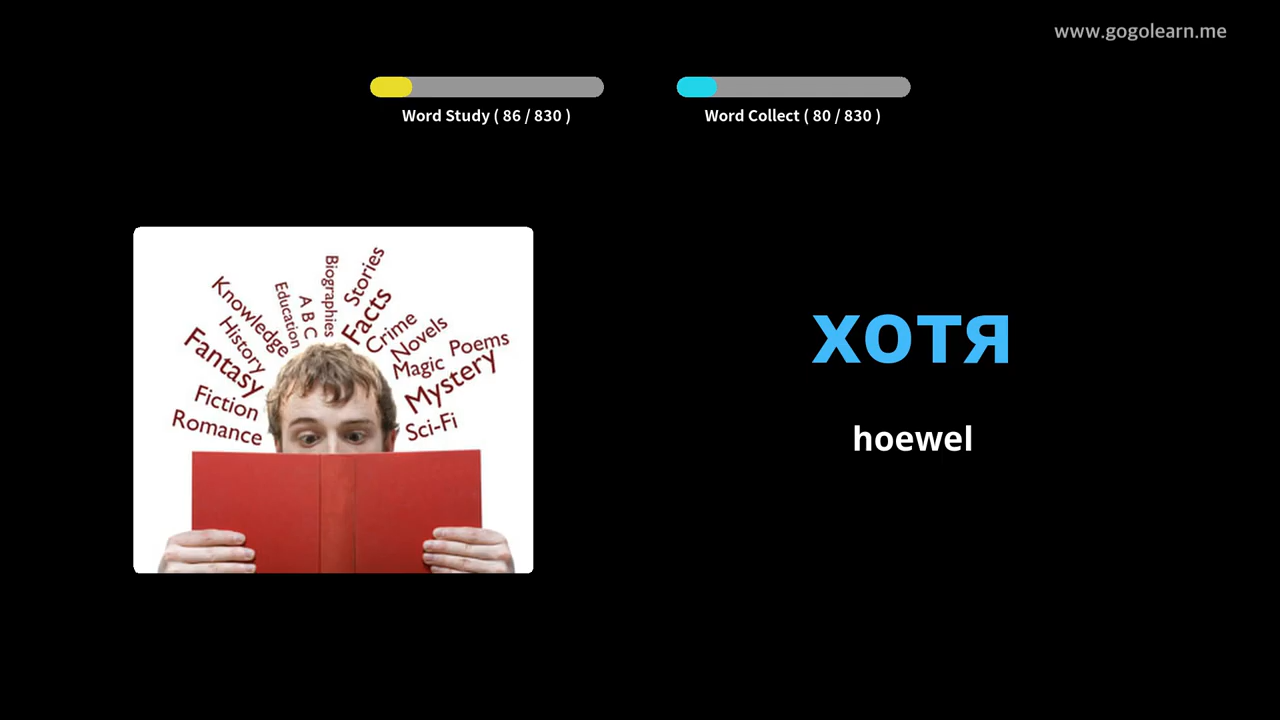 www.gogolearn.me
Word Study ( 86 / 830 )
Word Collect ( 80 / 830 )
Biographies
Stories
Education
A B C
Facts
Knowledge
Crime
History
Novels
Fantasy
Magic
Poems
Mystery
Fiction
Romance
Sci-Fi
хотя
hoewel